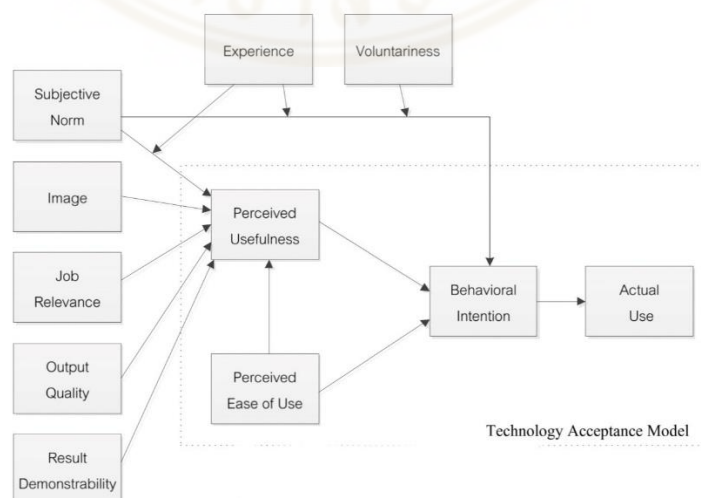 Experience
Voluntariness
Subjective
Norm
Image
Perceived
Usefulness
Job
Relevance
Behavioral
Intention
Actual
Use
Output
Quality
Perceived
Ease of Use
Technology Acceptance Model
Result
Demonstrability